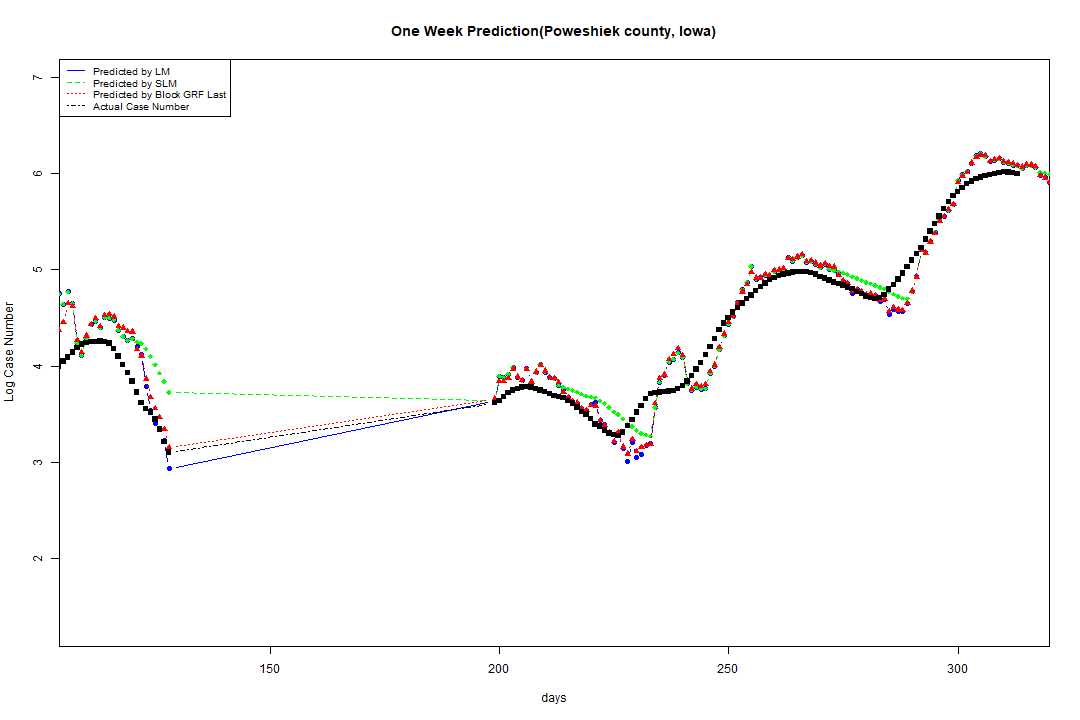 One Week Prediction(Poweshiek county, Iowa)
Predicted by LM
Predicted by SLM
Predicted by Block GRF Last
Actual Case Number
7
6
5
4
3
2
Log Case Number
150
200
250
300
days